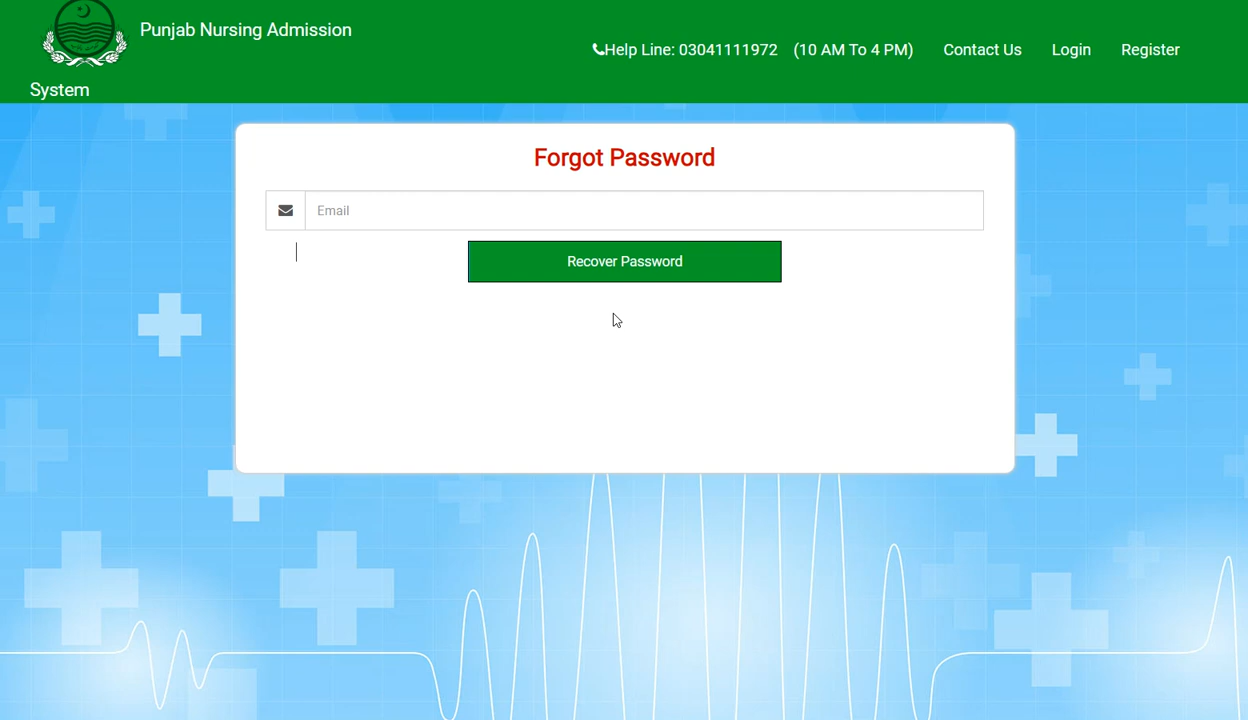 Punjab Nursing Admission
System
Help Line: 03041111972 (10 AM To 4 PM)
Contact Us
Login
Register
Forgot Password
Email
Recover Password